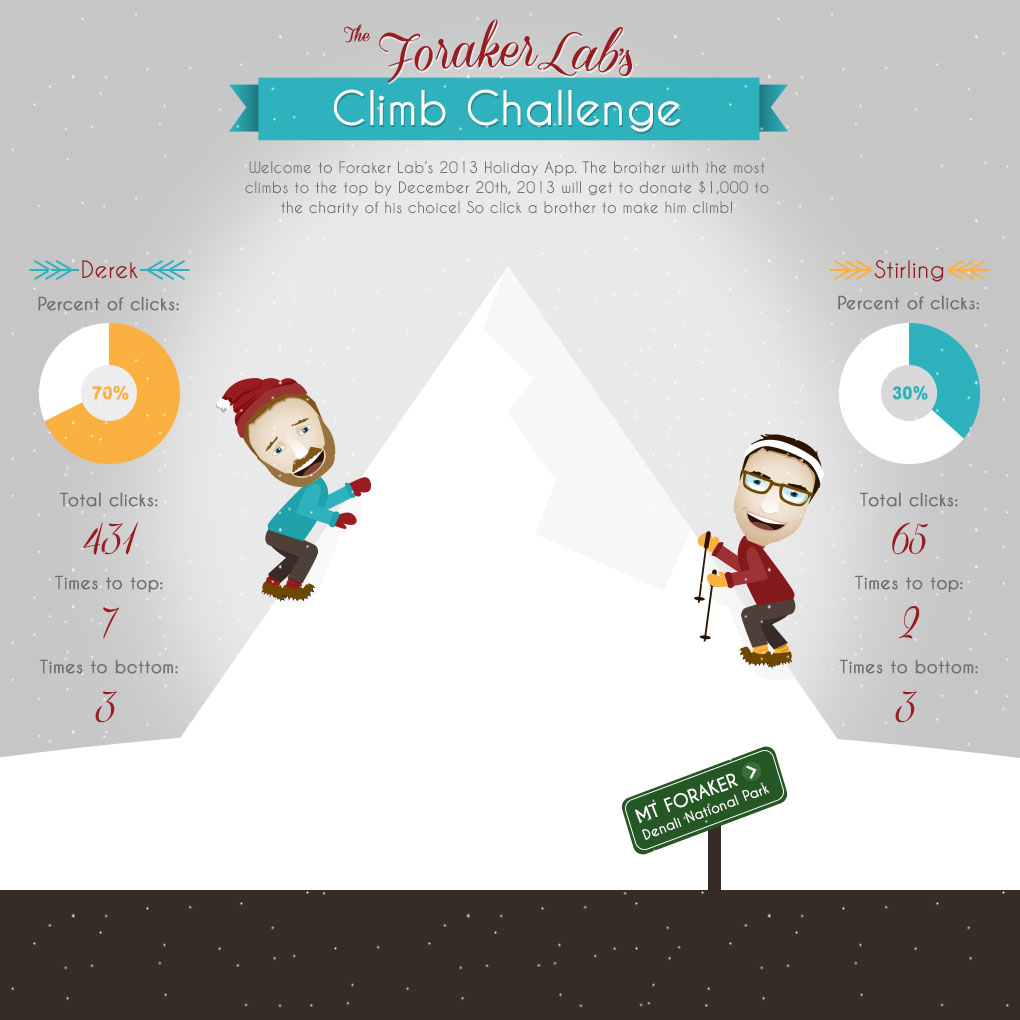 The Foraker Lab's
Climb Challenge
Welcome to Foraker Lab's 2013 Holiday App. The brother with the most
climbs to the top by December 20th, 2013 will get to donate $1,000 to
the charity of his choice! So click a brother to make him climb!
Derek
Percent of clicks:
70%
Total clicks:
431
Times to top:
7
Times to bottom:
3
Stirling
Percent of clicks:
30%
Total clicks:
65
Times to top:
2
Times to bottom:
3
MT FORAKER >
Denali National Park